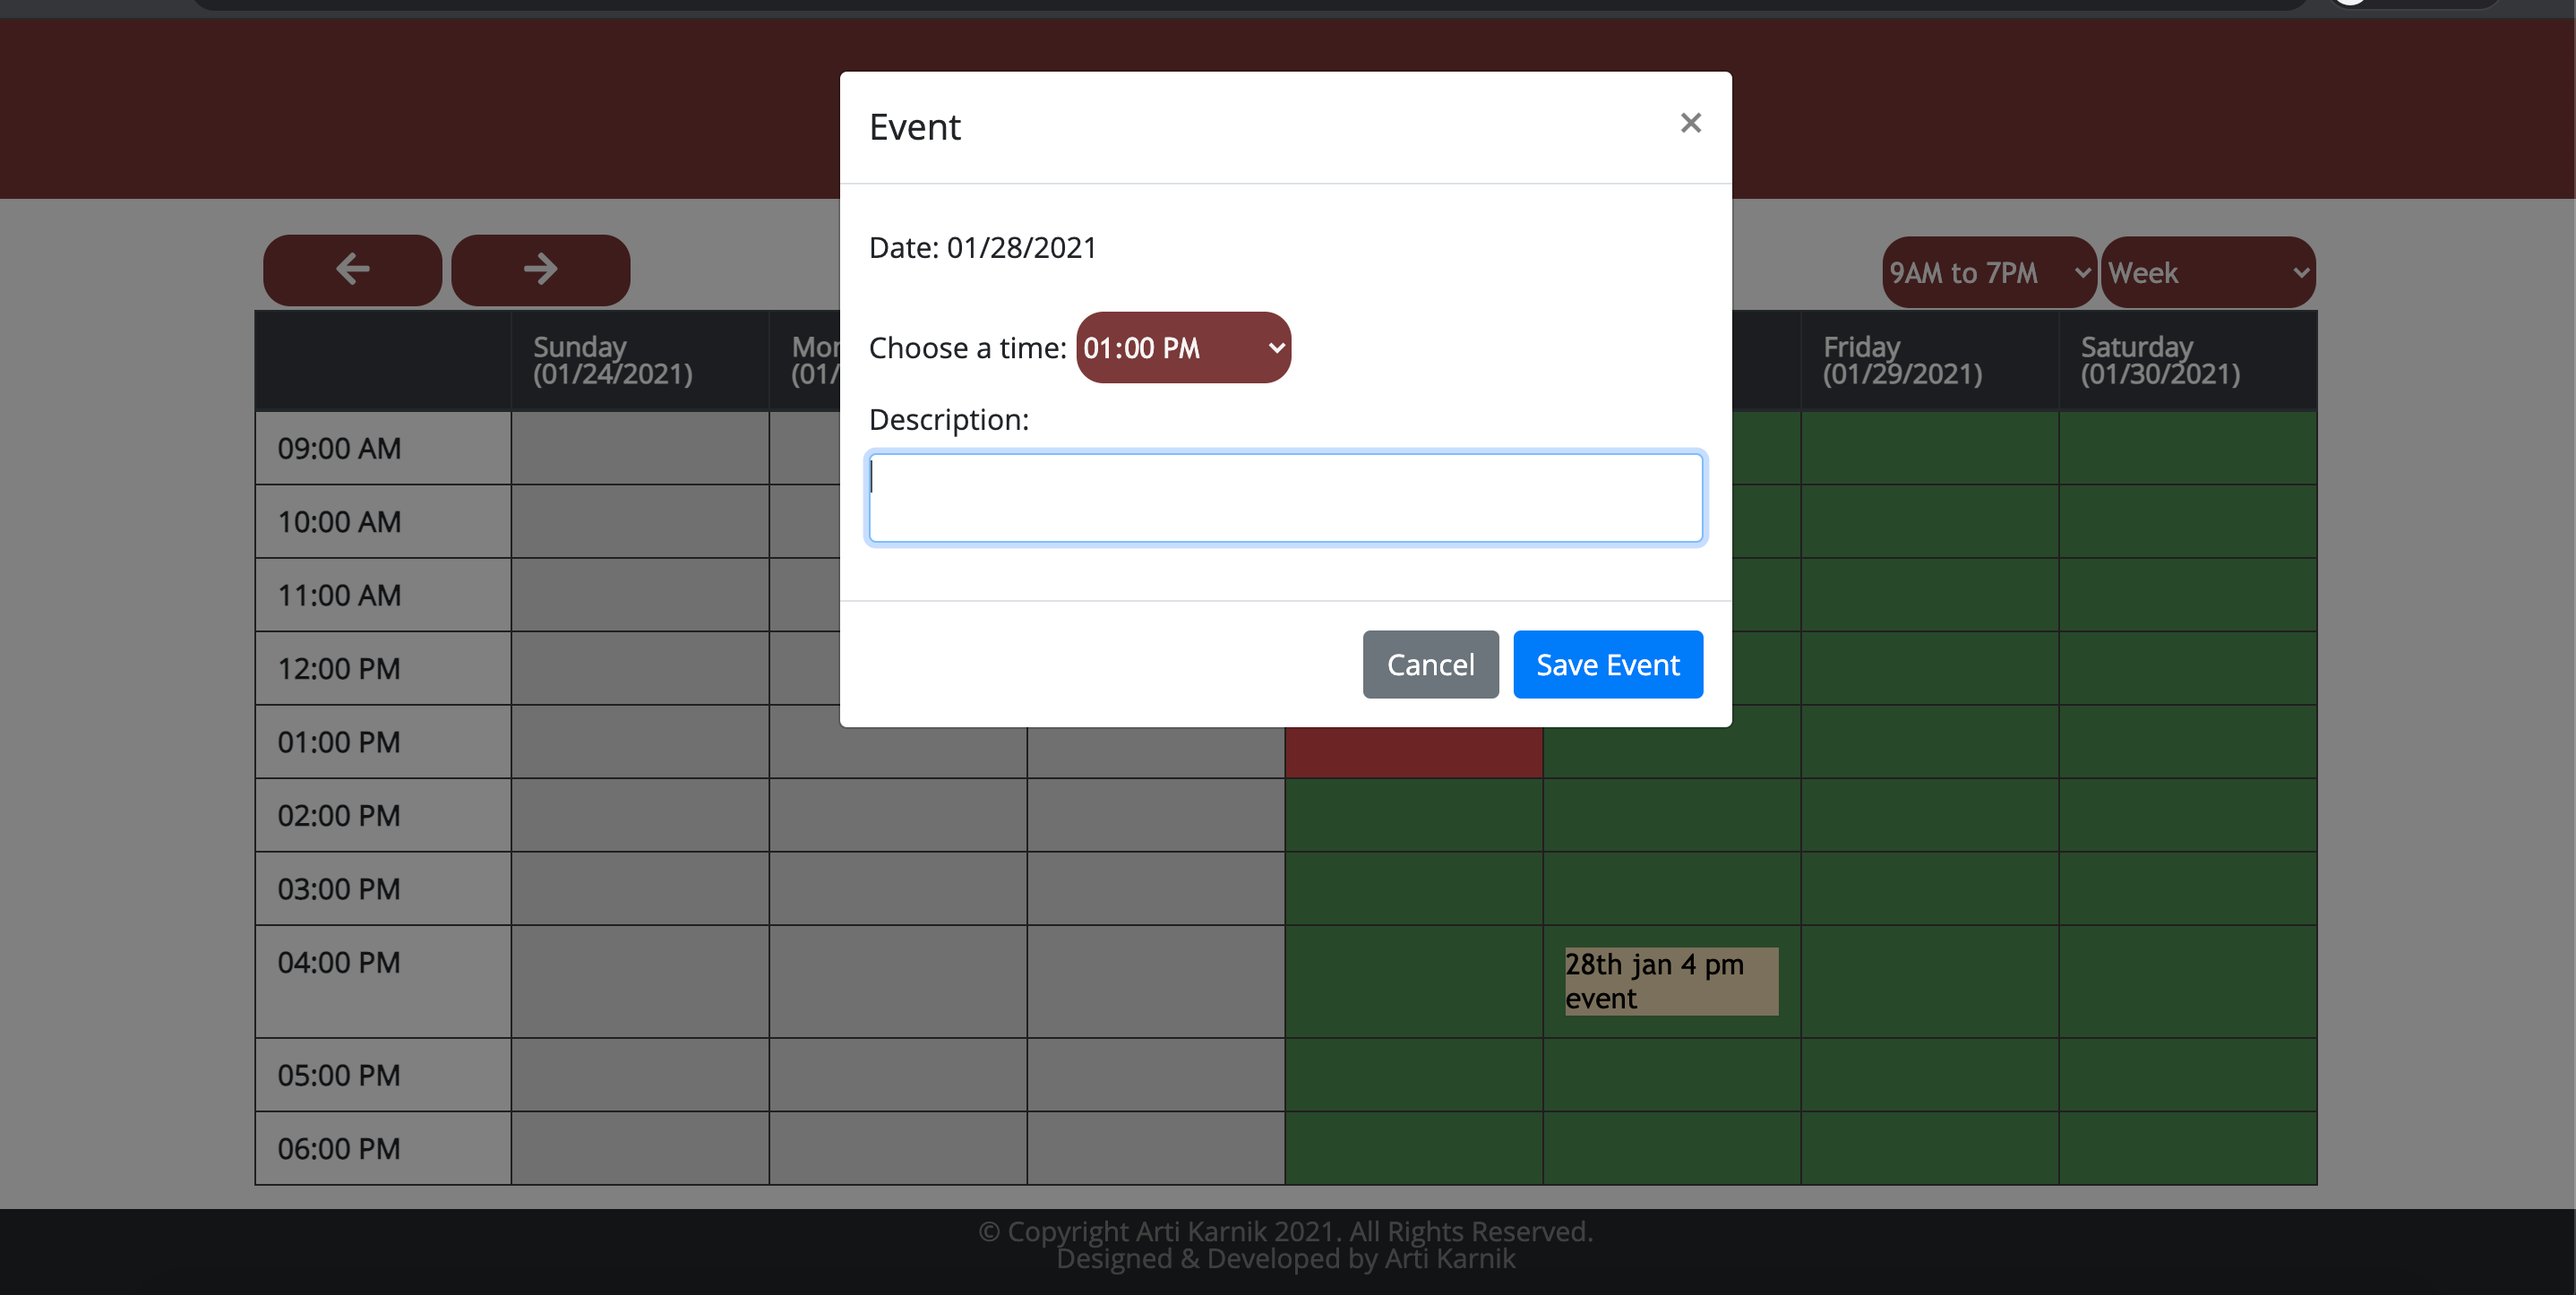 Event
×
Date: 01/28/2021
Choose a time: 01:00 PM
Description:
Cancel Save Event
9AM to 7PM Week
Sunday
(01/24/2021)
Mon
(01/
Friday
(01/29/2021)
Saturday
(01/30/2021)
09:00 AM
10:00 AM
11:00 AM
12:00 PM
01:00 PM
02:00 PM
03:00 PM
04:00 PM
28th jan 4 pm
event
05:00 PM
06:00 PM
© Copyright Arti Karnik 2021. All Rights Reserved.
Designed & Developed by Arti Karnik